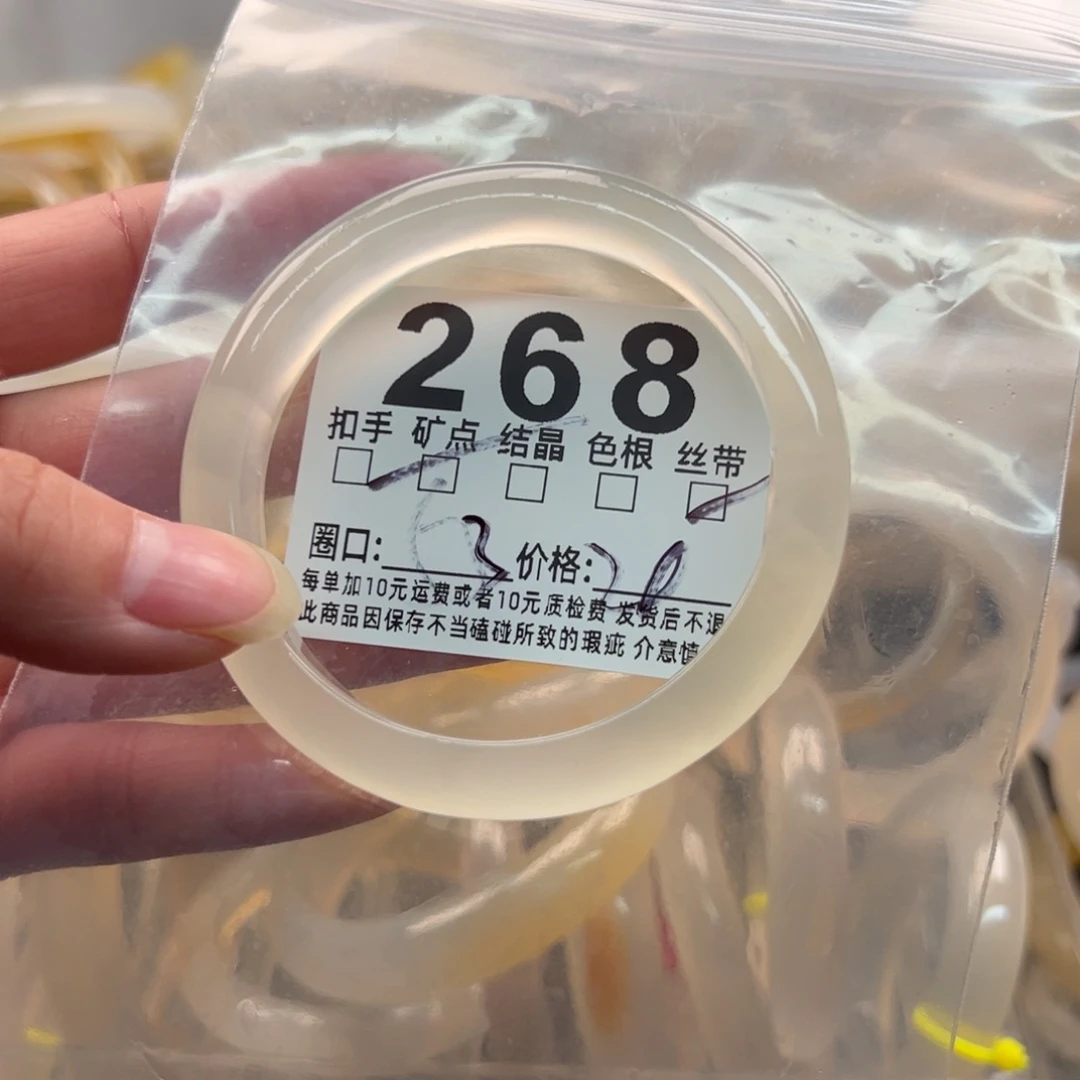 268
扣手 矿点 结晶 色根 丝带
圈口: 价格:
每单加10元运费或者10元质检费 发货后不退
此商品因保存不当磕碰所致的瑕疵 介意慎